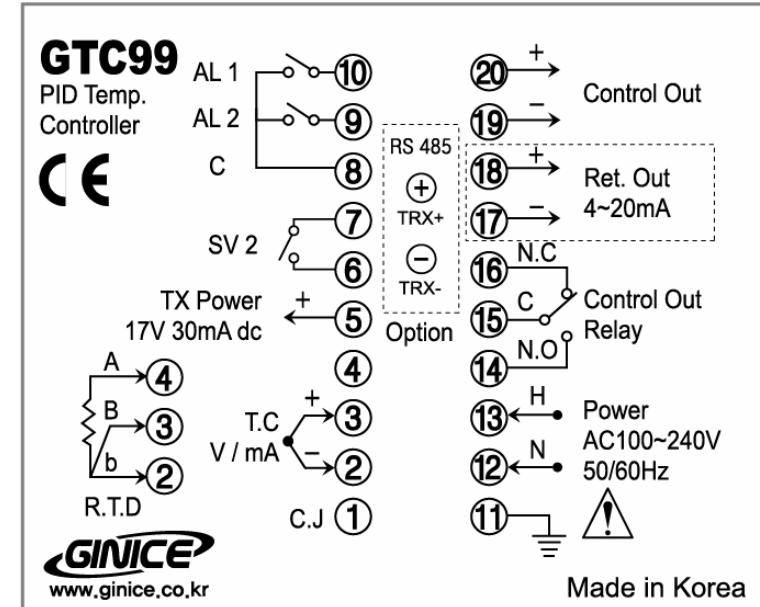 GTC99
PID Temp.
Controller
CE
AL 1
AL 2
C
10
9
8
SV 2
7
6
TX Power
17V 30mA dc
+
5
4
A
B
b
4
3
2
R.T.D
T.C
V / mA
+
−
3
2
C.J
1
RS 485
+
TRX+
−
TRX-
Option
20
+
19
−
Control Out
18
+
17
−
Ret. Out
4~20mA
16
N.C
15
C
14
N.O
Control Out
Relay
13
H
12
N
Power
AC100~240V
50/60Hz
11
!
GINICE
www.ginice.co.kr
Made in Korea